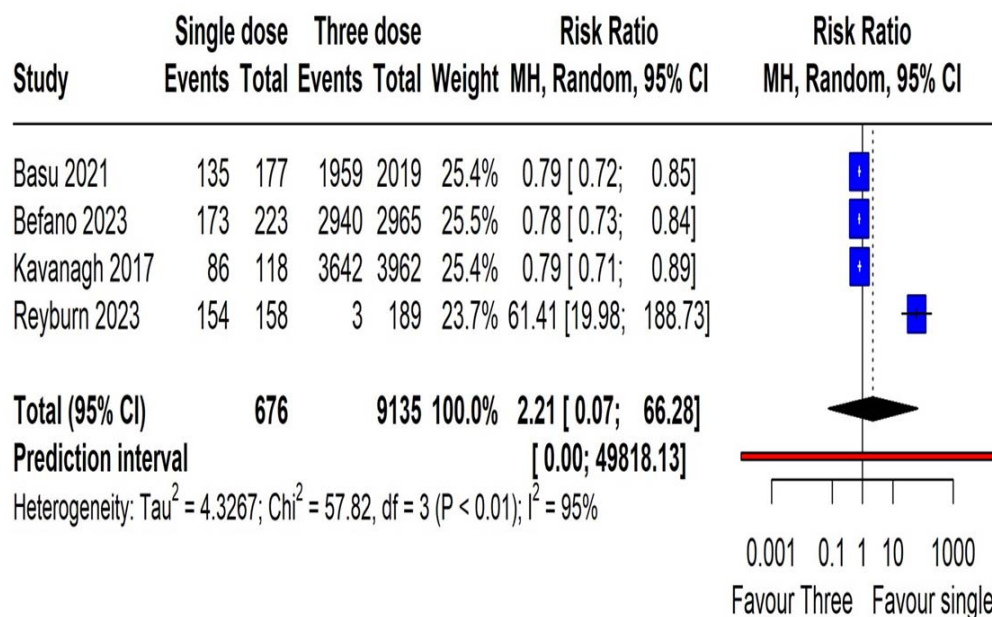 Single dose Three dose Risk Ratio Risk Ratio
Study Events Total Events Total Weight MH, Random, 95% CI MH, Random, 95% CI
Basu 2021 135 177 1959 2019 25.4% 0.79 [ 0.72; 0.85]
Befano 2023 173 223 2940 2965 25.5% 0.78 [ 0.73; 0.84]
Kavanagh 2017 86 118 3642 3962 25.4% 0.79 [ 0.71; 0.89]
Reyburn 2023 154 158 3 189 23.7% 61.41 [19.98; 188.73]
Total (95% CI) 676 9135 100.0% 2.21 [ 0.07; 66.28]
Prediction interval [ 0.00; 49818.13]
Heterogeneity: Tau² = 4.3267; Chi² = 57.82, df = 3 (P < 0.01); I² = 95%
0.001 0.1 1 10 1000
Favour Three Favour single